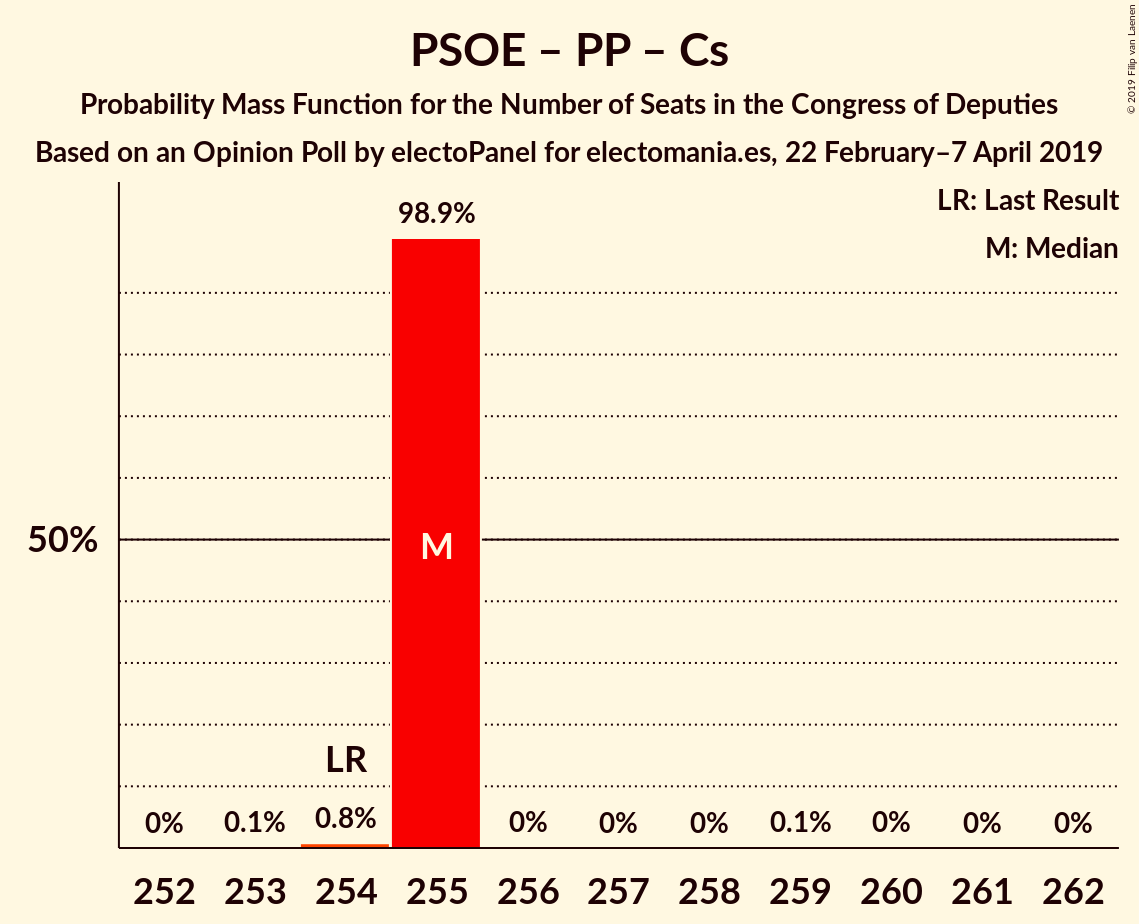 PSOE – PP – Cs
Probability Mass Function for the Number of Seats in the Congress of Deputies
Based on an Opinion Poll by electoPanel for electomania.es, 22 February–7 April 2019
© 2019 Filip van Laenen
LR: Last Result
M: Median
98.9%
50%
M
LR
0% 0.1% 0.8% 0% 0% 0% 0.1% 0% 0% 0%
252 253 254 255 256 257 258 259 260 261 262